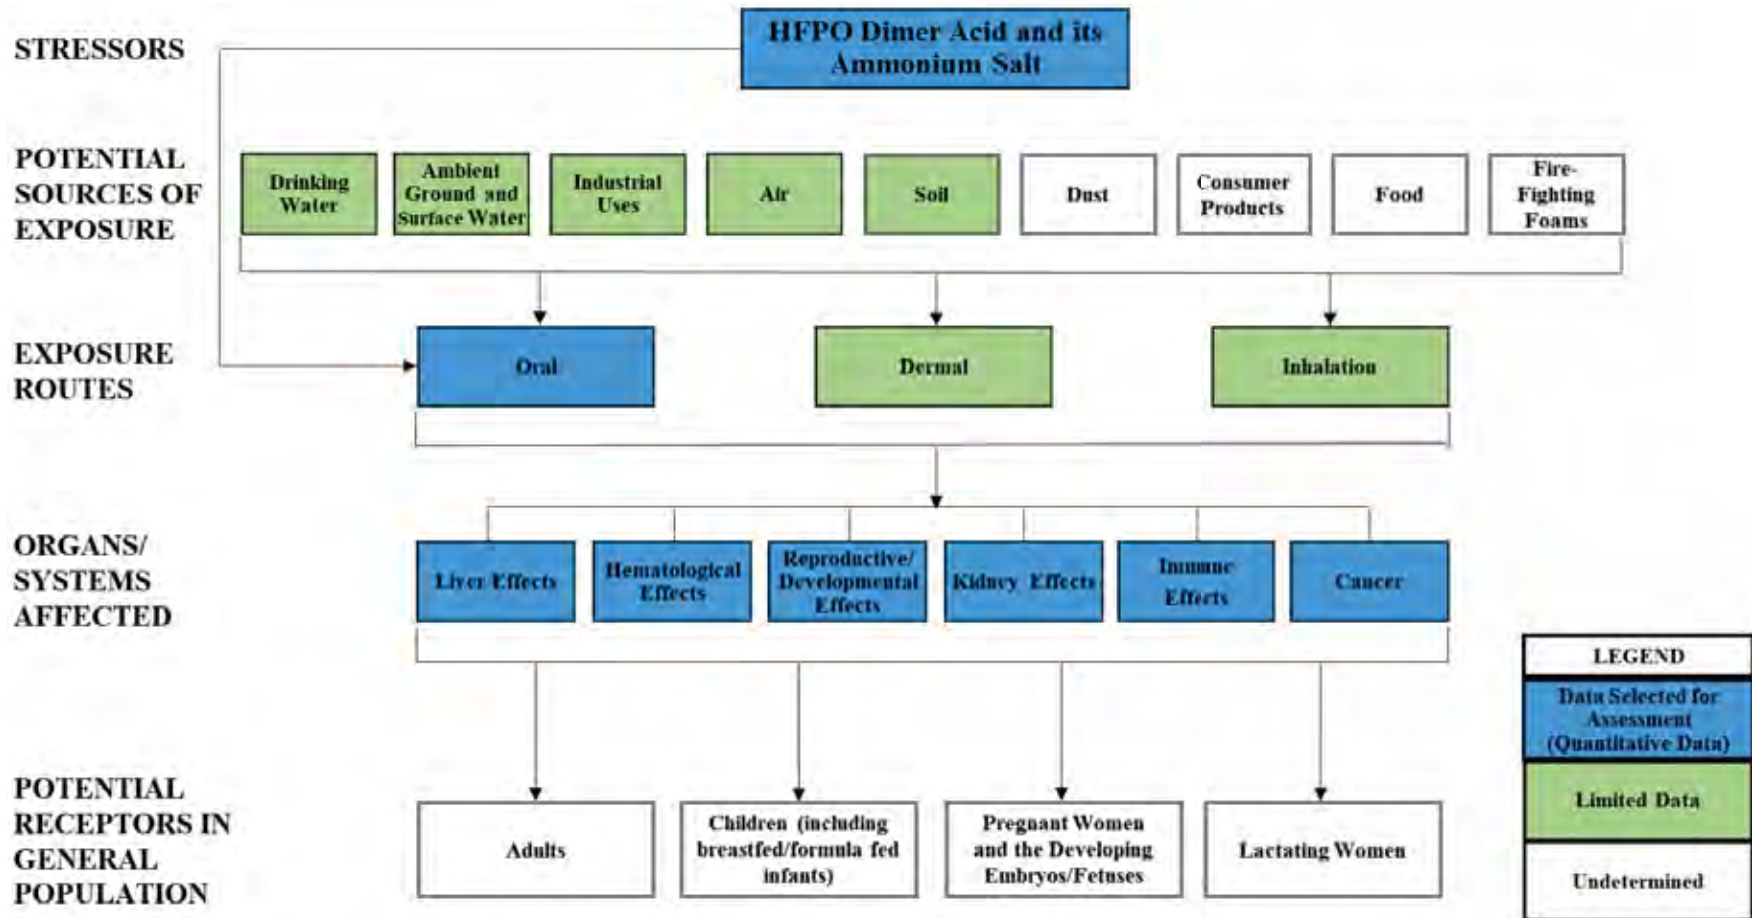 STRESSORS
HFPO Dimer Acid and its
Ammonium Salt
POTENTIAL
SOURCES OF
EXPOSURE
Drinking
Water
Ambient
Ground and
Surface Water
Industrial
Uses
Air
Soil
Dust
Consumer
Products
Food
Fire-
Fighting
Foams
EXPOSURE
ROUTES
Oral
Dermal
Inhalation
ORGANS/
SYSTEMS
AFFECTED
Liver Effects
Hematological
Effects
Reproductive/
Developmental
Effects
Kidney Effects
Immune
Effects
Cancer
POTENTIAL
RECEPTORS IN
GENERAL
POPULATION
Adults
Children (including
breastfed/formula fed
infants)
Pregnant Women
and the Developing
Embryos/Fetuses
Lactating Women
LEGEND
Data Selected for
Assessment
(Quantitative Data)
Limited Data
Undetermined